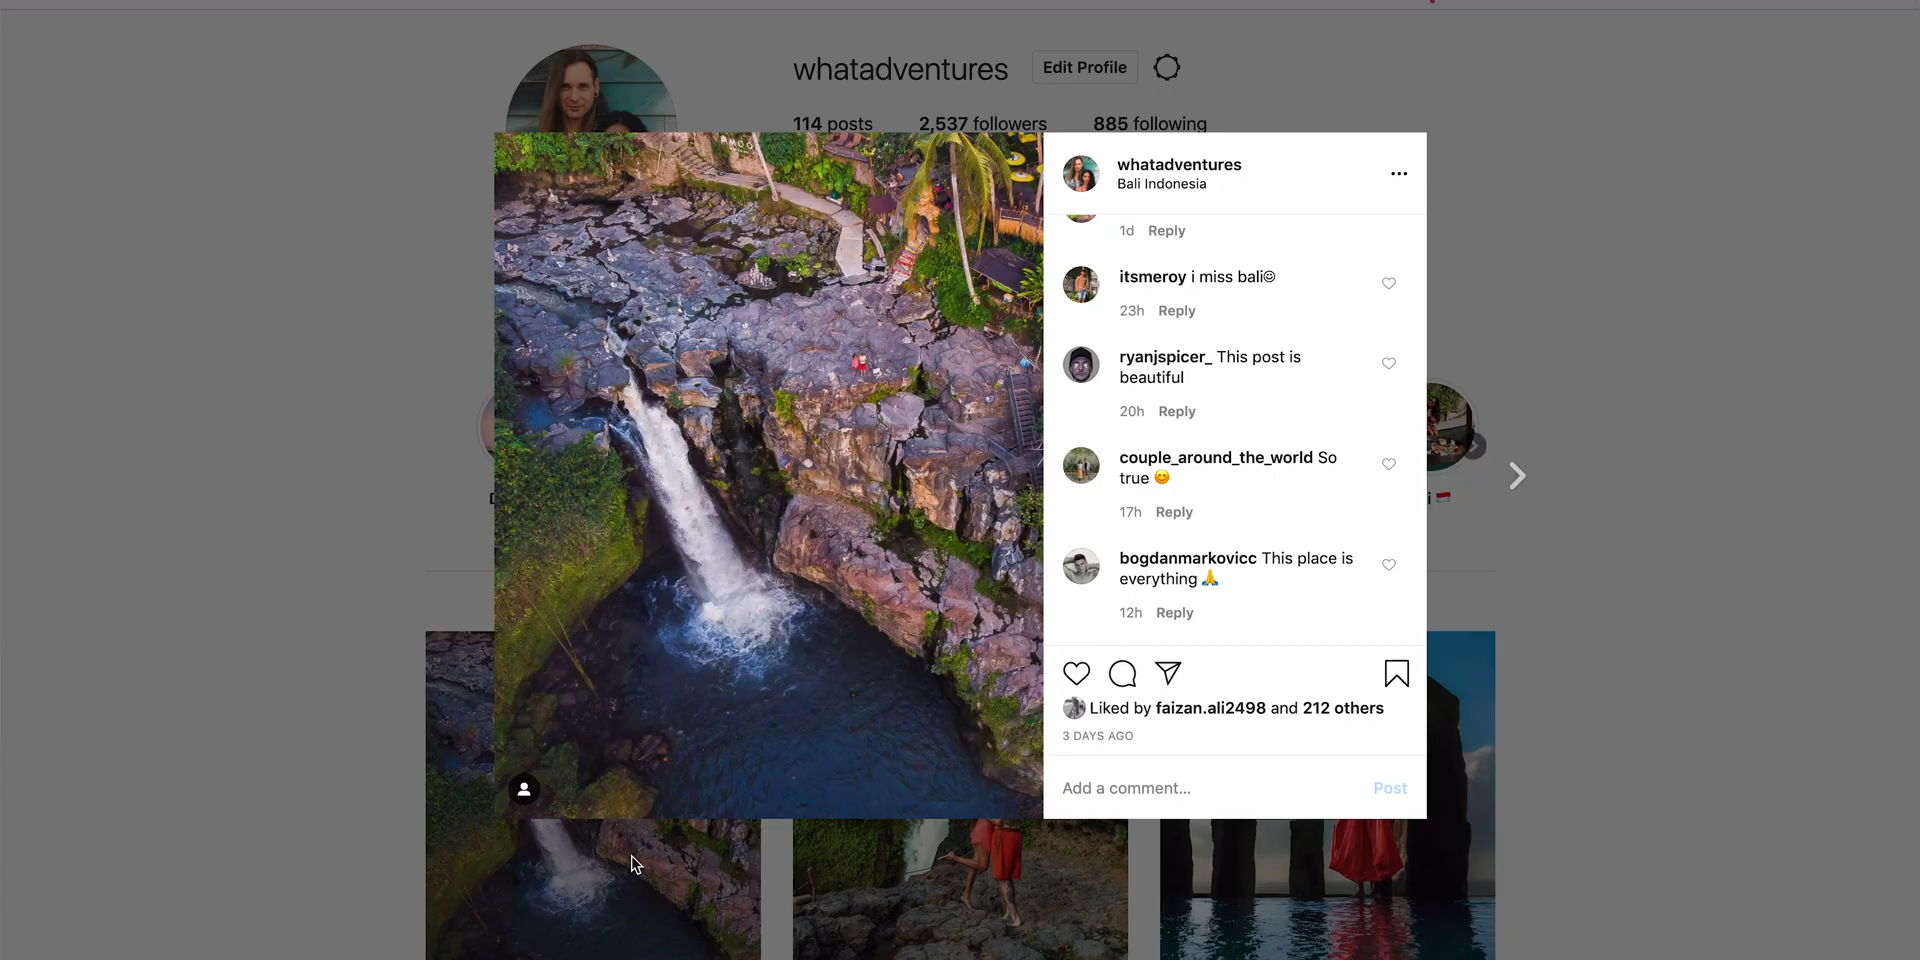 whatadventures Edit Profile
114 posts 2,537 followers 885 following
whatadventures
Bali Indonesia
1d Reply
itsmeroy i miss bali☺
23h Reply
ryanjspicer_ This post is
beautiful
20h Reply
couple_around_the_world So
true 😊
17h Reply
bogdanmarkovicc This place is
everything 🙏
12h Reply
Liked by faizan.ali2498 and 212 others
3 DAYS AGO
Add a comment... Post